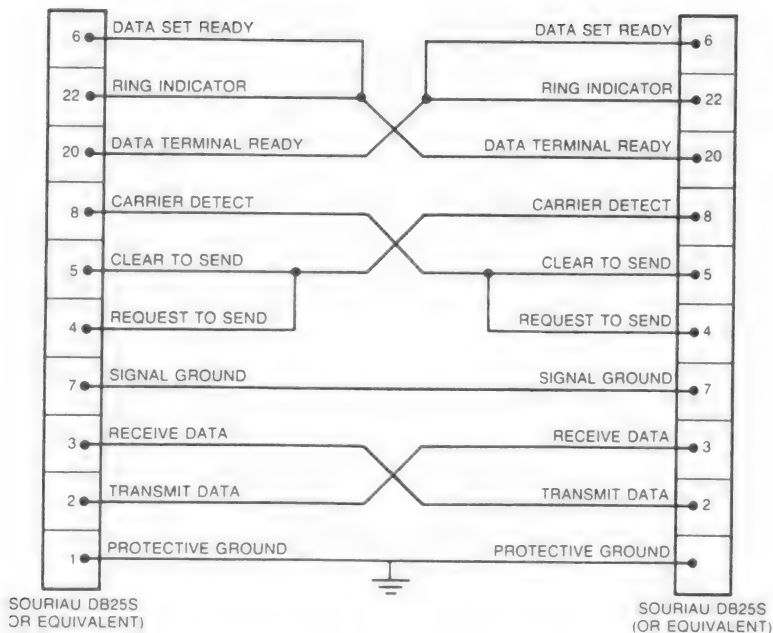 6 DATA SET READY DATA SET READY 6
22 RING INDICATOR RING INDICATOR 22
20 DATA TERMINAL READY DATA TERMINAL READY 20
8 CARRIER DETECT CARRIER DETECT 8
5 CLEAR TO SEND CLEAR TO SEND 5
4 REQUEST TO SEND REQUEST TO SEND 4
7 SIGNAL GROUND SIGNAL GROUND 7
3 RECEIVE DATA RECEIVE DATA 3
2 TRANSMIT DATA TRANSMIT DATA 2
1 PROTECTIVE GROUND PROTECTIVE GROUND
SOURIAU DB25S
OR EQUIVALENT)
SOURIAU DB25S
(OR EQUIVALENT)